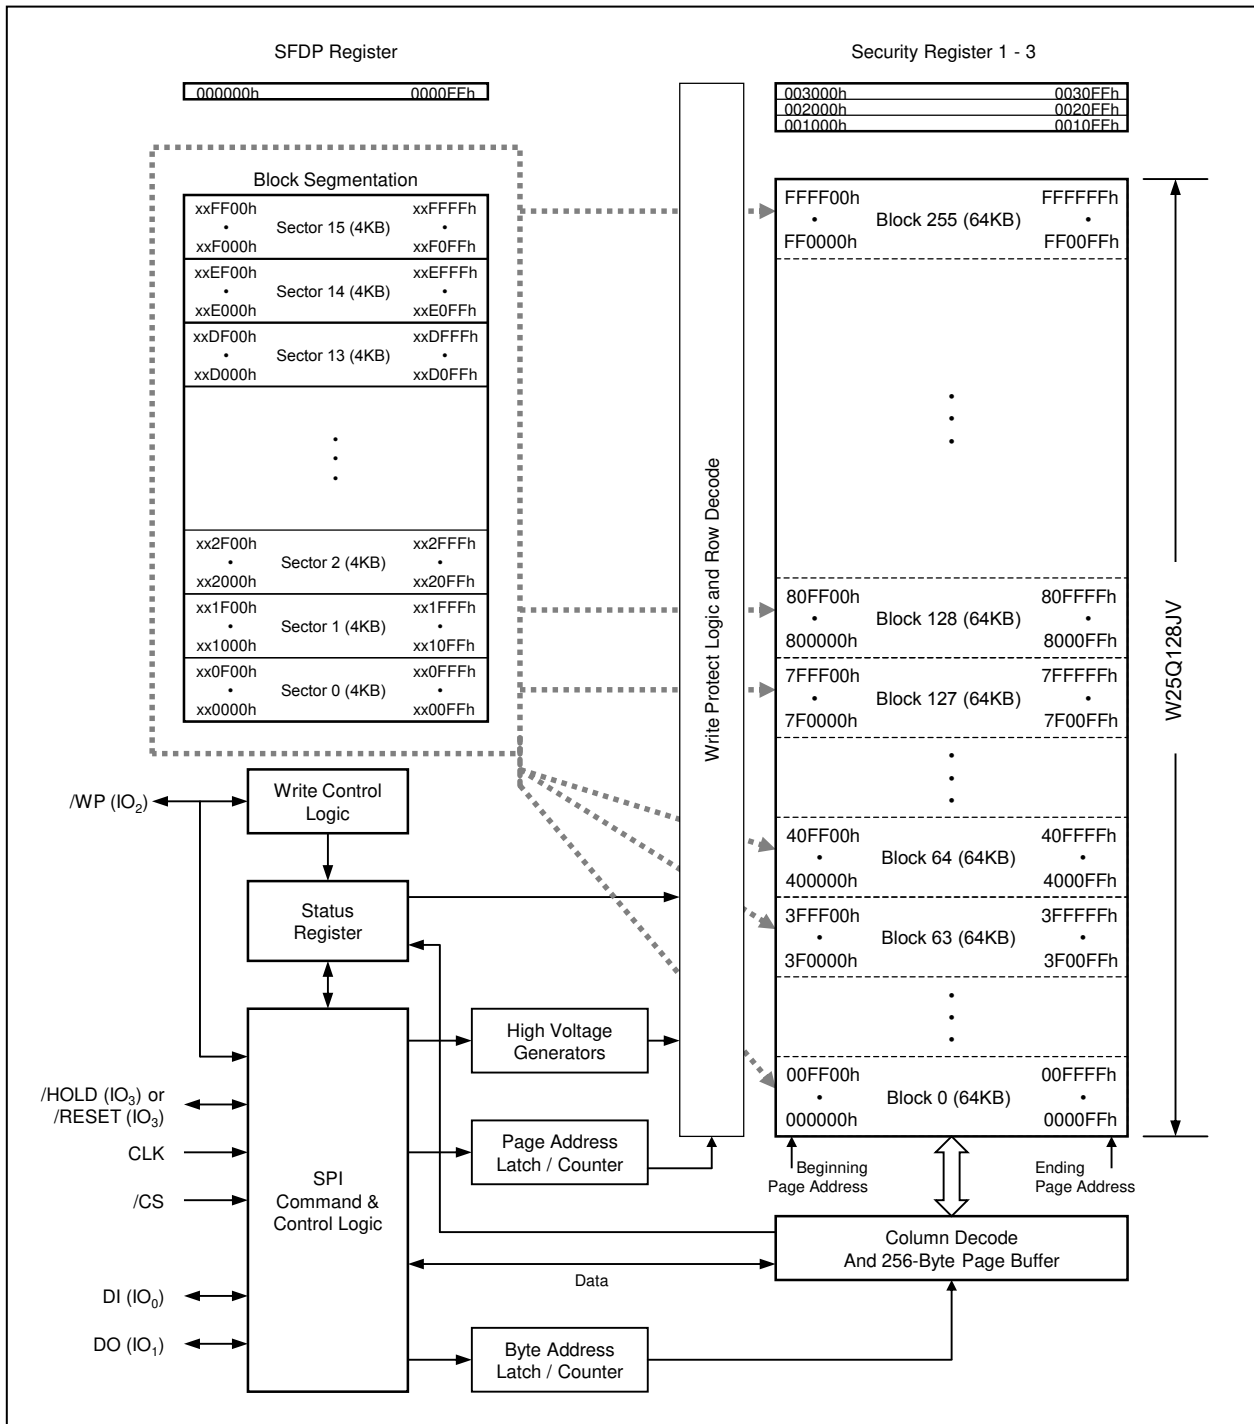 SFDP Register
000000h 0000FFh
Security Register 1 - 3
003000h 0030FFh
002000h 0020FFh
001000h 0010FFh
Block Segmentation
xxFF00h xxFFFFh
• Sector 15 (4KB) •
xxF000h xxF0FFh
xxEF00h xxEFFFh
• Sector 14 (4KB) •
xxE000h xxE0FFh
xxDF00h xxDFFFh
• Sector 13 (4KB) •
xxD000h xxD0FFh
xx2F00h xx2FFFh
• Sector 2 (4KB) •
xx2000h xx20FFh
xx1F00h xx1FFFh
• Sector 1 (4KB) •
xx1000h xx10FFh
xx0F00h xx0FFFh
• Sector 0 (4KB) •
xx0000h xx00FFh
Write Protect Logic and Row Decode
FFFF00h FFFFFFh
• Block 255 (64KB) •
FF0000h FF00FFh
80FF00h 80FFFFh
• Block 128 (64KB) •
800000h 8000FFh
7FFF00h 7FFFFFh
• Block 127 (64KB) •
7F0000h 7F00FFh
40FF00h 40FFFFh
• Block 64 (64KB) •
400000h 4000FFh
3FFF00h 3FFFFFh
• Block 63 (64KB) •
3F0000h 3F00FFh
00FF00h 00FFFFh
• Block 0 (64KB) •
000000h 0000FFh
W25Q128JV
Beginning
Page Address
Ending
Page Address
/WP (IO₂)
Write Control
Logic
Status
Register
High Voltage
Generators
/HOLD (IO₃) or
/RESET (IO₃)
CLK
/CS
DI (IO₀)
DO (IO₁)
SPI
Command &
Control Logic
Page Address
Latch / Counter
Column Decode
And 256-Byte Page Buffer
Data
Byte Address
Latch / Counter